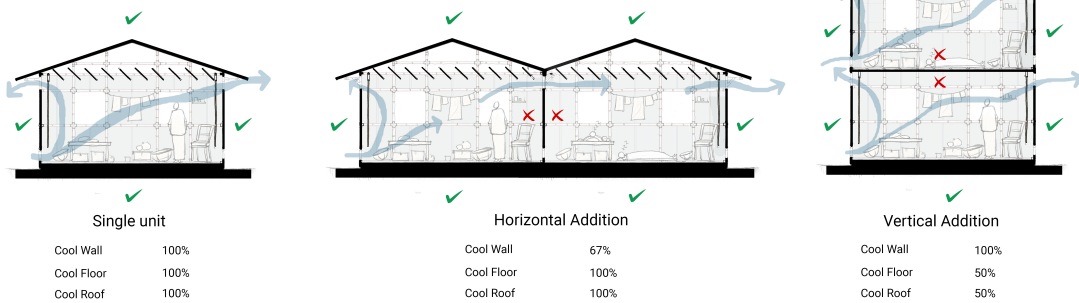 Single unit
Cool Wall 100%
Cool Floor 100%
Cool Roof 100%
Horizontal Addition
Cool Wall 67%
Cool Floor 100%
Cool Roof 100%
Vertical Addition
Cool Wall 100%
Cool Floor 50%
Cool Roof 50%